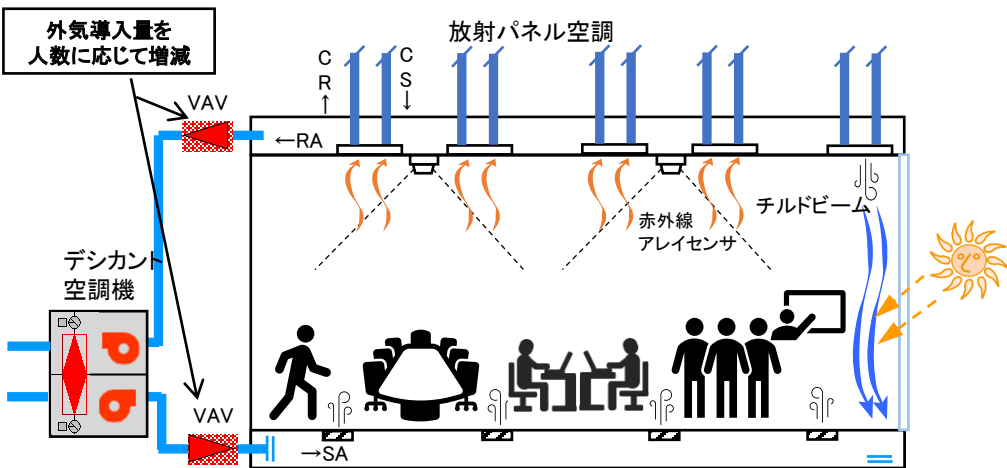 外気導入量を
人数に応じて増減
放射パネル空調
CR↑
CS↓
VAV
←RA
チルドビーム
赤外線
アレイセンサ
デシカント
空調機
VAV
→SA